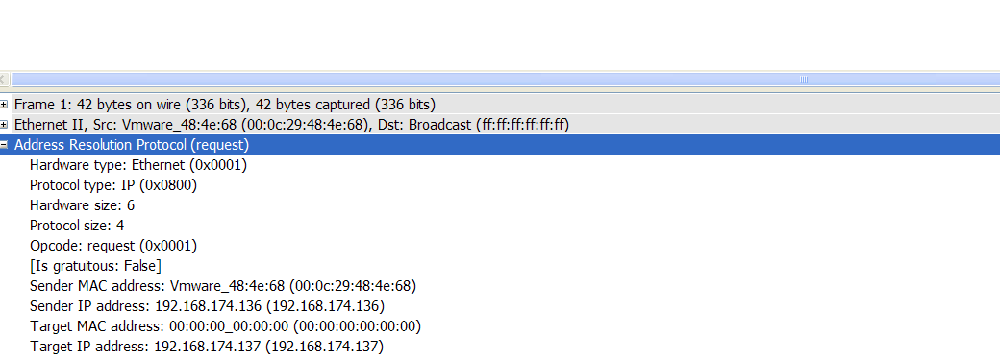 Frame 1: 42 bytes on wire (336 bits), 42 bytes captured (336 bits)
Ethernet II, Src: Vmware_48:4e:68 (00:0c:29:48:4e:68), Dst: Broadcast (ff:ff:ff:ff:ff:ff)
Address Resolution Protocol (request)
Hardware type: Ethernet (0x0001)
Protocol type: IP (0x0800)
Hardware size: 6
Protocol size: 4
Opcode: request (0x0001)
[Is gratuitous: False]
Sender MAC address: Vmware_48:4e:68 (00:0c:29:48:4e:68)
Sender IP address: 192.168.174.136 (192.168.174.136)
Target MAC address: 00:00:00_00:00:00 (00:00:00:00:00:00)
Target IP address: 192.168.174.137 (192.168.174.137)